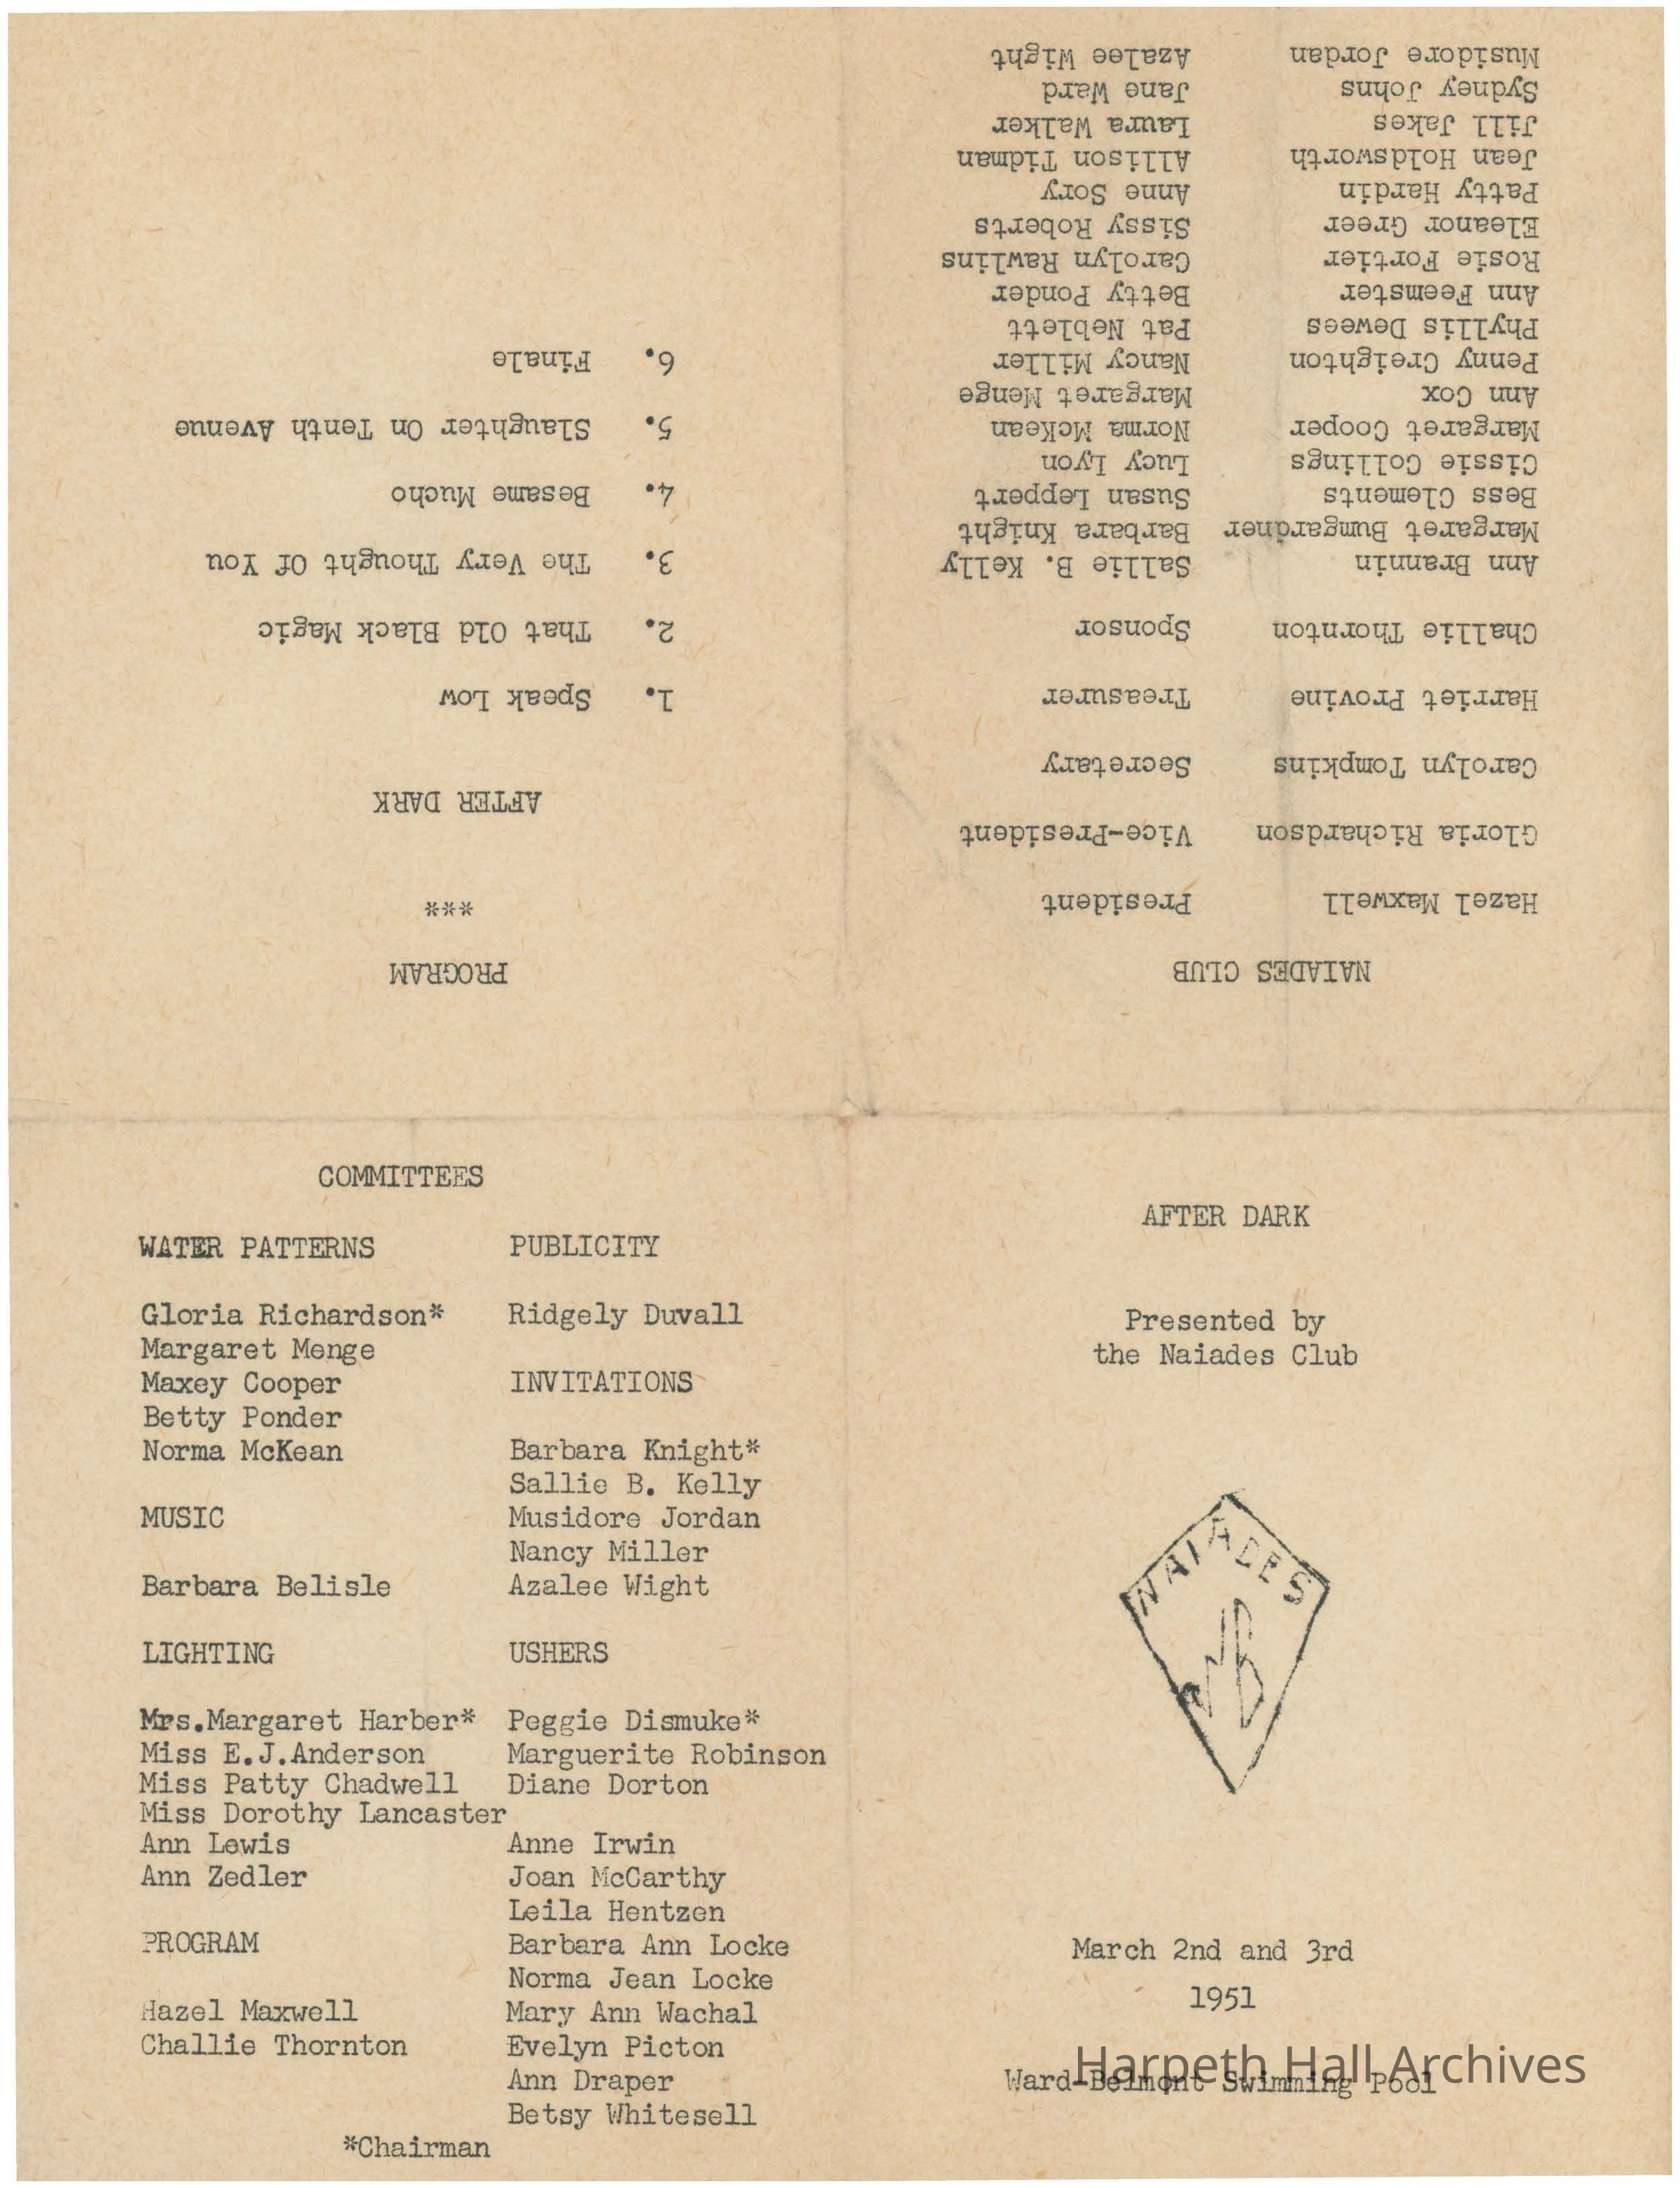 AFTER DARK
Presented by
the Naiades Club
NAIADES
WB
March 2nd and 3rd
1951
Ward-Belmont Swimming Pool
Harpeth Hall Archives
NAIADES CLUB
Hazel Maxwell President
Gloria Richardson Vice-President
Carolyn Tompkins Secretary
Harriet Provine Treasurer
Challie Thornton Sponsor
Ann Brannin Sallie B. Kelly
Margaret Bumgardner Barbara Knight
Bess Clements Susan Leppert
Cissie Collings Lucy Lyon
Margaret Cooper Norma McKean
Ann Cox Margaret Menge
Penny Creighton Nancy Miller
Phyllis Dewees Pat Neblett
Ann Feemster Betty Ponder
Rosie Fortier Carolyn Rawlins
Eleanor Greer Sissy Roberts
Patty Hardin Anne Sory
Jean Holdsworth Allison Tidman
Jill Jakes Laura Walker
Sydney Johns Jane Ward
Musidore Jordan Azalee Wight
PROGRAM
***
AFTER DARK
1. Speak Low
2. That Old Black Magic
3. The Very Thought Of You
4. Besame Mucho
5. Slaughter On Tenth Avenue
6. Finale
COMMITTEES
WATER PATTERNS
Gloria Richardson*
Margaret Menge
Maxey Cooper
Betty Ponder
Norma McKean
MUSIC
Barbara Belisle
LIGHTING
Mrs.Margaret Harber*
Miss E.J.Anderson
Miss Patty Chadwell
Miss Dorothy Lancaster
Ann Lewis
Ann Zedler
PROGRAM
Hazel Maxwell
Challie Thornton
PUBLICITY
Ridgely Duvall
INVITATIONS
Barbara Knight*
Sallie B. Kelly
Musidore Jordan
Nancy Miller
Azalee Wight
USHERS
Peggie Dismuke*
Marguerite Robinson
Diane Dorton
Anne Irwin
Joan McCarthy
Leila Hentzen
Barbara Ann Locke
Norma Jean Locke
Mary Ann Wachal
Evelyn Picton
Ann Draper
Betsy Whitesell
*Chairman